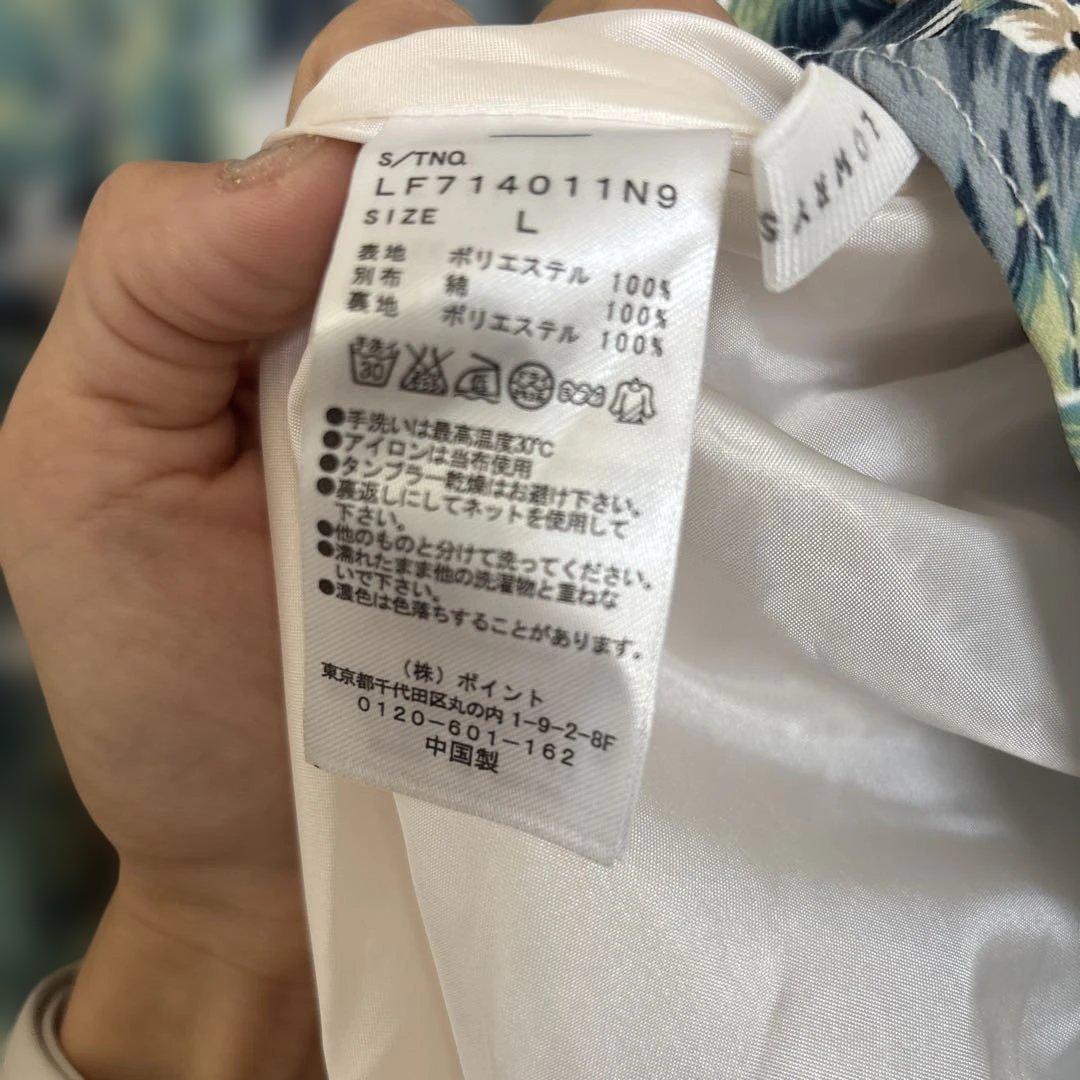 S/TNO.
LF714011N9
SIZE L
表地 ポリエステル 100%
別布 綿 100%
裏地 ポリエステル 100%
30
●手洗いは最高温度30℃
●アイロンは当布使用
●タンブラー乾燥はお避け下さい。
●裏返しにしてネットを使用して
下さい。
●他のものと分けて洗ってください。
●濡れたまま他の洗濯物と重ねな
いで下さい。
●濃色は色落ちすることがあります。
(株)ポイント
東京都千代田区丸の内1-9-2-8F
0120-601-162
中国製